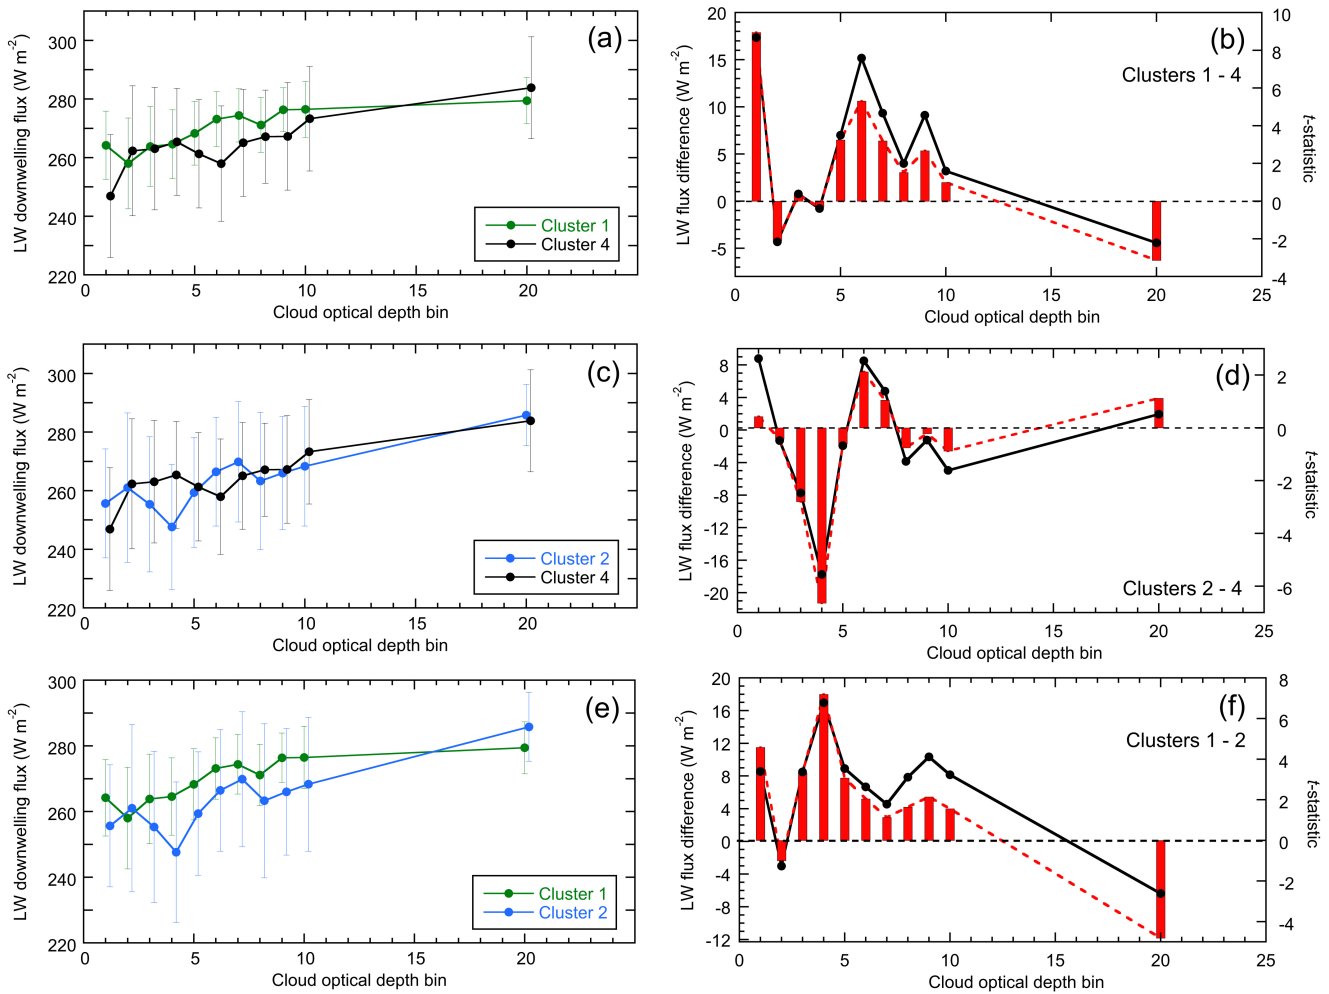 (a)
LW downwelling flux (W m-2)
300
280
260
240
220
Cluster 1
Cluster 4
0 5 10 15 20
Cloud optical depth bin
(b)
Clusters 1 - 4
LW flux difference (W m-2)
20
15
10
5
0
-5
t-statistic
10
8
6
4
2
0
-2
-4
0 5 10 15 20 25
Cloud optical depth bin
(c)
LW downwelling flux (W m-2)
300
280
260
240
220
Cluster 2
Cluster 4
0 5 10 15 20
Cloud optical depth bin
(d)
LW flux difference (W m-2)
8
4
0
-4
-8
-12
-16
-20
t-statistic
2
0
-2
-4
-6
Clusters 2 - 4
0 5 10 15 20 25
Cloud optical depth bin
(e)
LW downwelling flux (W m-2)
300
280
260
240
220
Cluster 1
Cluster 2
0 5 10 15 20
Cloud optical depth bin
(f)
Clusters 1 - 2
LW flux difference (W m-2)
20
16
12
8
4
0
-4
-8
-12
t-statistic
8
6
4
2
0
-2
-4
0 5 10 15 20 25
Cloud optical depth bin